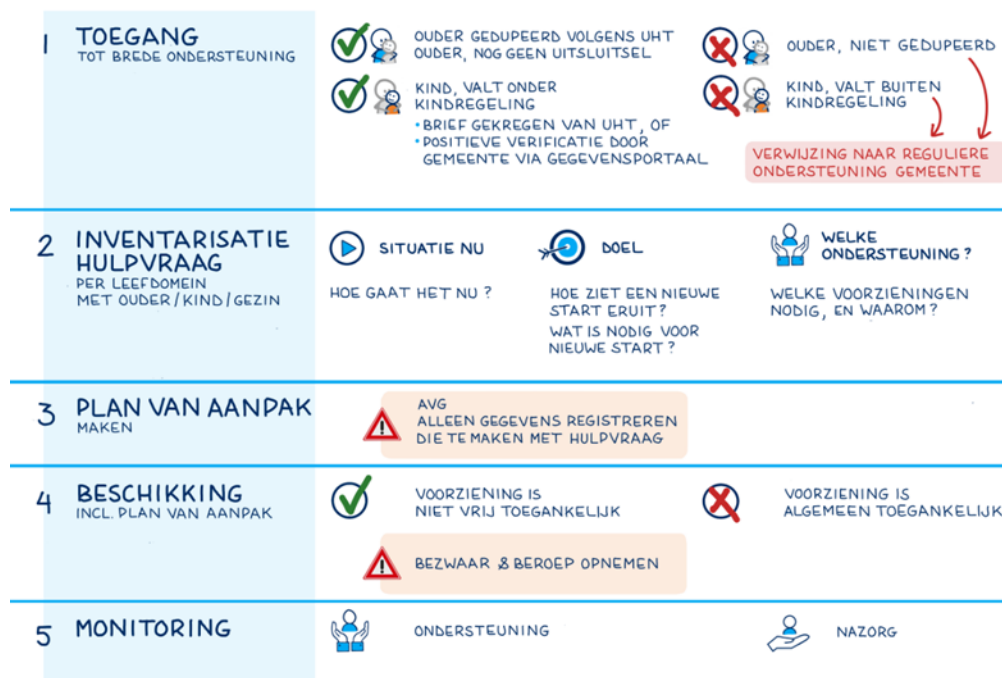 1 TOEGANG
TOT BREDE ONDERSTEUNING
OUDER GEDUPEERD VOLGENS UHT
OUDER, NOG GEEN UITSLUITSEL
KIND, VALT ONDER
KINDREGELING
• BRIEF GEKREGEN VAN UHT, OF
• POSITIEVE VERIFICATIE DOOR
GEMEENTE VIA GEGEVENSPORTAAL
OUDER, NIET GEDUPEERD
KIND, VALT BUITEN
KINDREGELING
VERWIJZING NAAR REGULIERE
ONDERSTEUNING GEMEENTE
2 INVENTARISATIE
HULPVRAAG
PER LEEFDOMEIN
MET OUDER/KIND/GEZIN
SITUATIE NU
HOE GAAT HET NU?
DOEL
HOE ZIET EEN NIEUWE
START ERUIT?
WAT IS NODIG VOOR
NIEUWE START?
WELKE
ONDERSTEUNING?
WELKE VOORZIENINGEN
NODIG, EN WAAROM?
3 PLAN VAN AANPAK
MAKEN
AVG
ALLEEN GEGEVENS REGISTREREN
DIE TE MAKEN MET HULPVRAAG
4 BESCHIKKING
INCL. PLAN VAN AANPAK
VOORZIENING IS
NIET VRIJ TOEGANKELIJK
VOORZIENING IS
ALGEMEEN TOEGANKELIJK
BEZWAAR & BEROEP OPNEMEN
5 MONITORING
ONDERSTEUNING
NAZORG